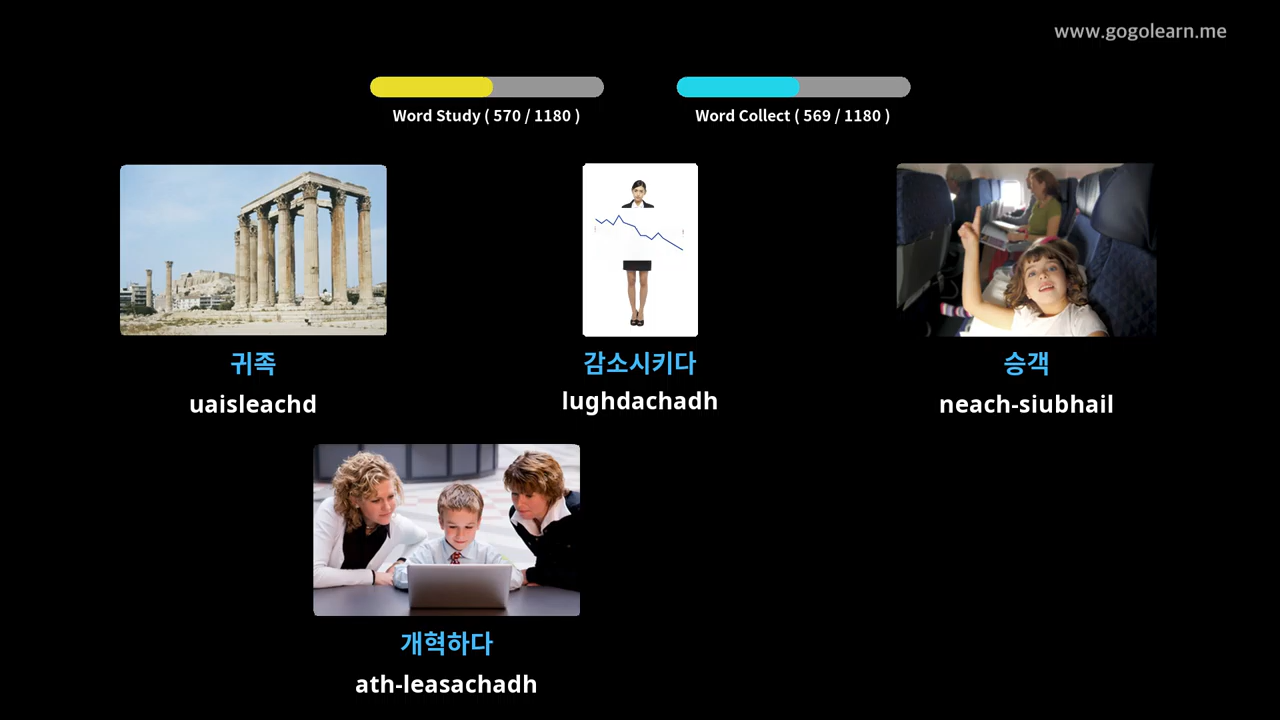 www.gogolearn.me
Word Study ( 570 / 1180 )
Word Collect ( 569 / 1180 )
귀족
uaisleachd
감소시키다
lughdachadh
승객
neach-siubhail
개혁하다
ath-leasachadh